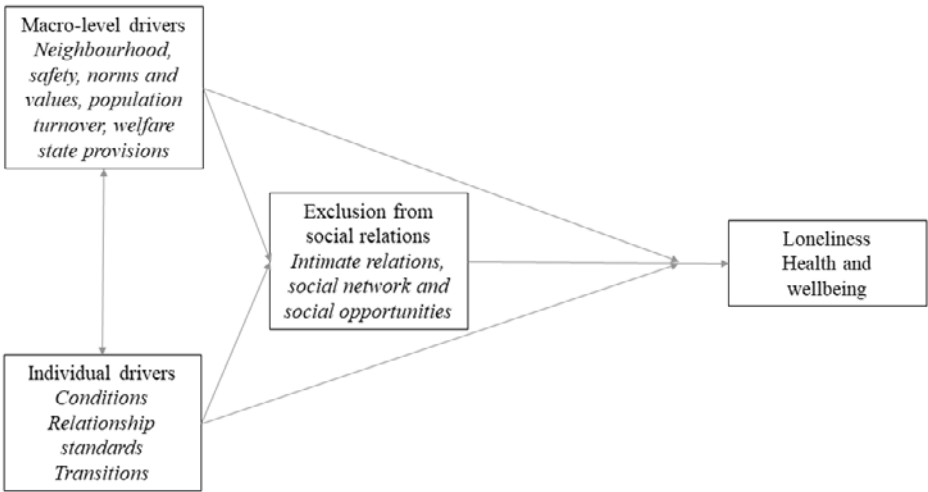 Macro-level drivers
Neighbourhood,
safety, norms and
values, population
turnover, welfare
state provisions
Exclusion from
social relations
Intimate relations,
social network and
social opportunities
Loneliness
Health and
wellbeing
Individual drivers
Conditions
Relationship
standards
Transitions